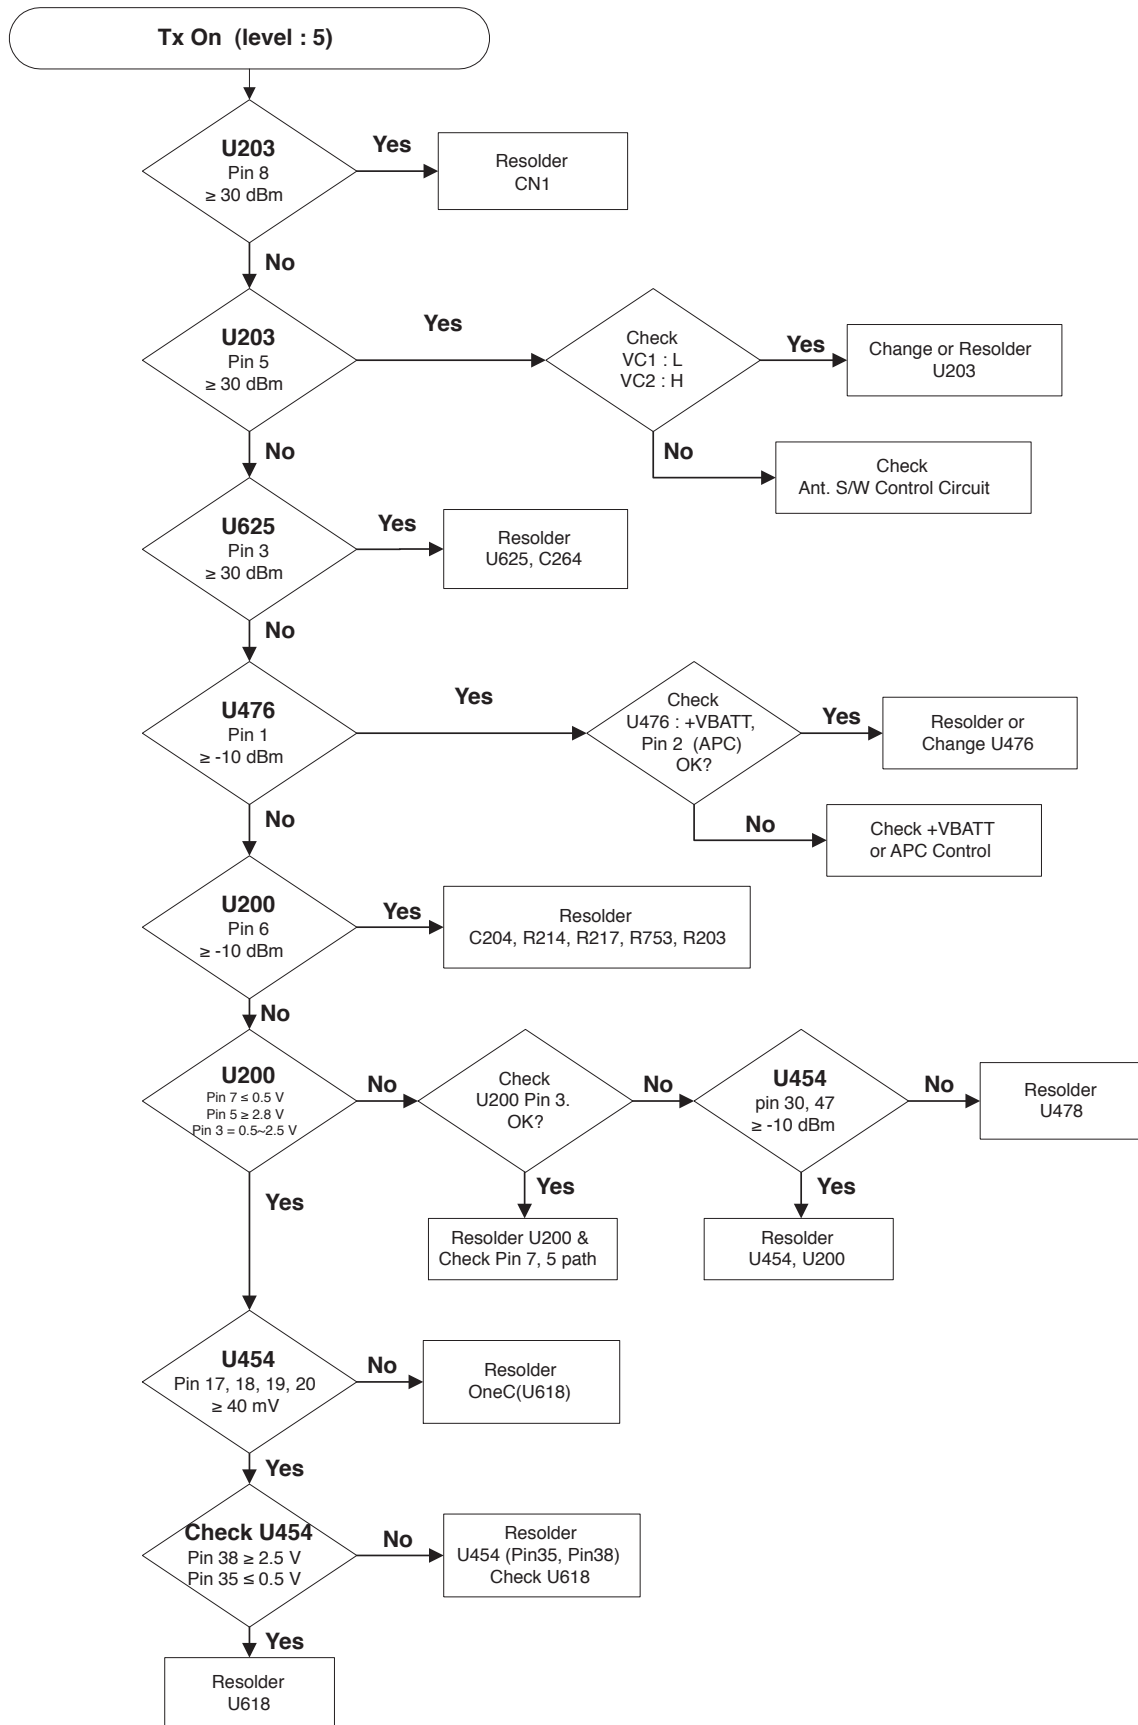 Tx On (level : 5)
U203
Pin 8
≥ 30 dBm
Yes
Resolder
CN1
No
U203
Pin 5
≥ 30 dBm
Yes
Check
VC1 : L
VC2 : H
Yes
Change or Resolder
U203
No
Check
Ant. S/W Control Circuit
No
U625
Pin 3
≥ 30 dBm
Yes
Resolder
U625, C264
No
U476
Pin 1
≥ -10 dBm
Yes
Check
U476 : +VBATT,
Pin 2 (APC)
OK?
Yes
Resolder or
Change U476
No
Check +VBATT
or APC Control
No
U200
Pin 6
≥ -10 dBm
Yes
Resolder
C204, R214, R217, R753, R203
No
U200
Pin 7 ≤ 0.5 V
Pin 5 ≥ 2.8 V
Pin 3 = 0.5~2.5 V
No
Check
U200 Pin 3.
OK?
No
U454
pin 30, 47
≥ -10 dBm
No
Resolder
U478
Yes
Resolder U200 &
Check Pin 7, 5 path
Yes
Resolder
U454, U200
Yes
U454
Pin 17, 18, 19, 20
≥ 40 mV
No
Resolder
OneC(U618)
Yes
Check U454
Pin 38 ≥ 2.5 V
Pin 35 ≤ 0.5 V
No
Resolder
U454 (Pin35, Pin38)
Check U618
Yes
Resolder
U618